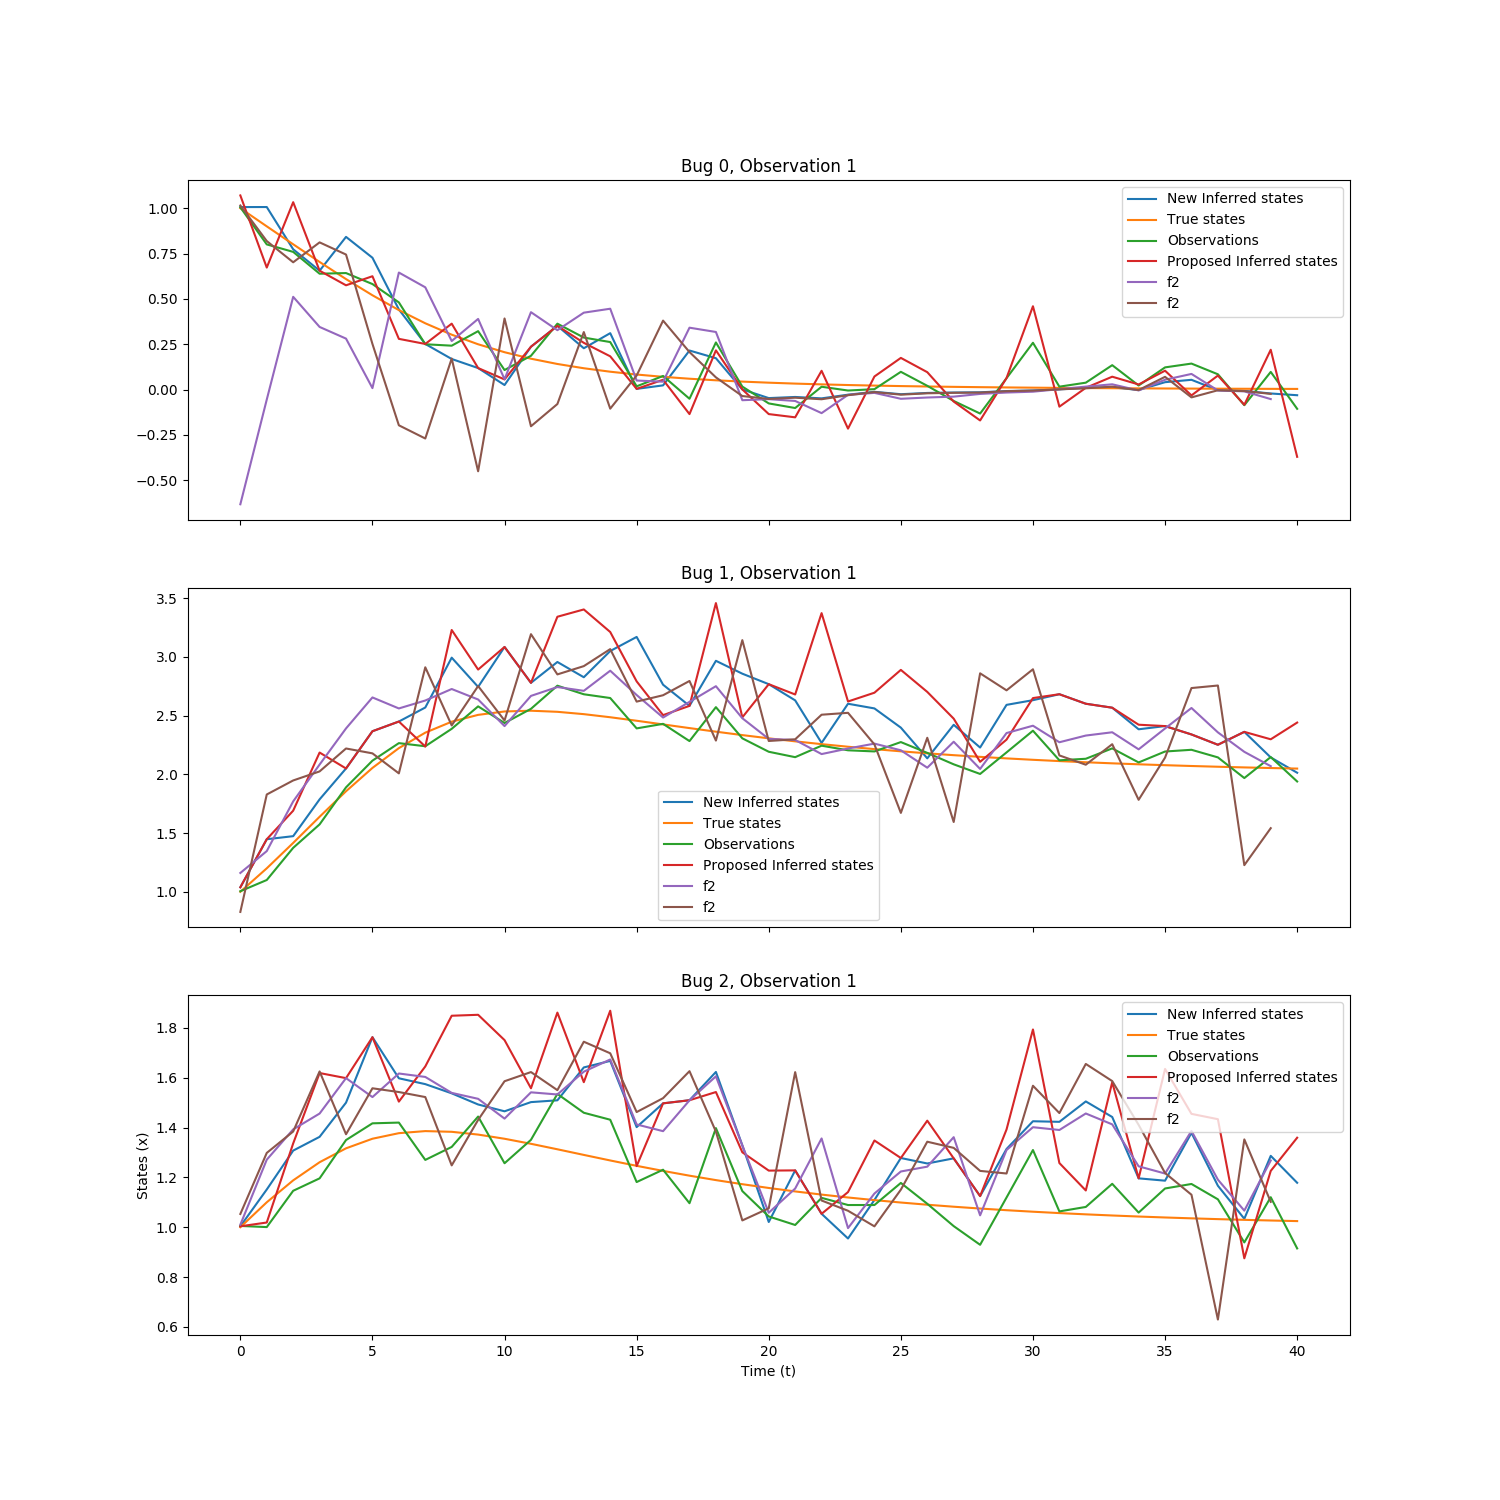 Bug 0, Observation 1
1.00
0.75
0.50
0.25
0.00
−0.25
−0.50
New Inferred states
True states
Observations
Proposed Inferred states
f2
f2
Bug 1, Observation 1
3.5
3.0
2.5
2.0
1.5
1.0
New Inferred states
True states
Observations
Proposed Inferred states
f2
f2
Bug 2, Observation 1
States (x)
1.8
1.6
1.4
1.2
1.0
0.8
0.6
New Inferred states
True states
Observations
Proposed Inferred states
f2
f2
0 5 10 15 20 25 30 35 40
Time (t)